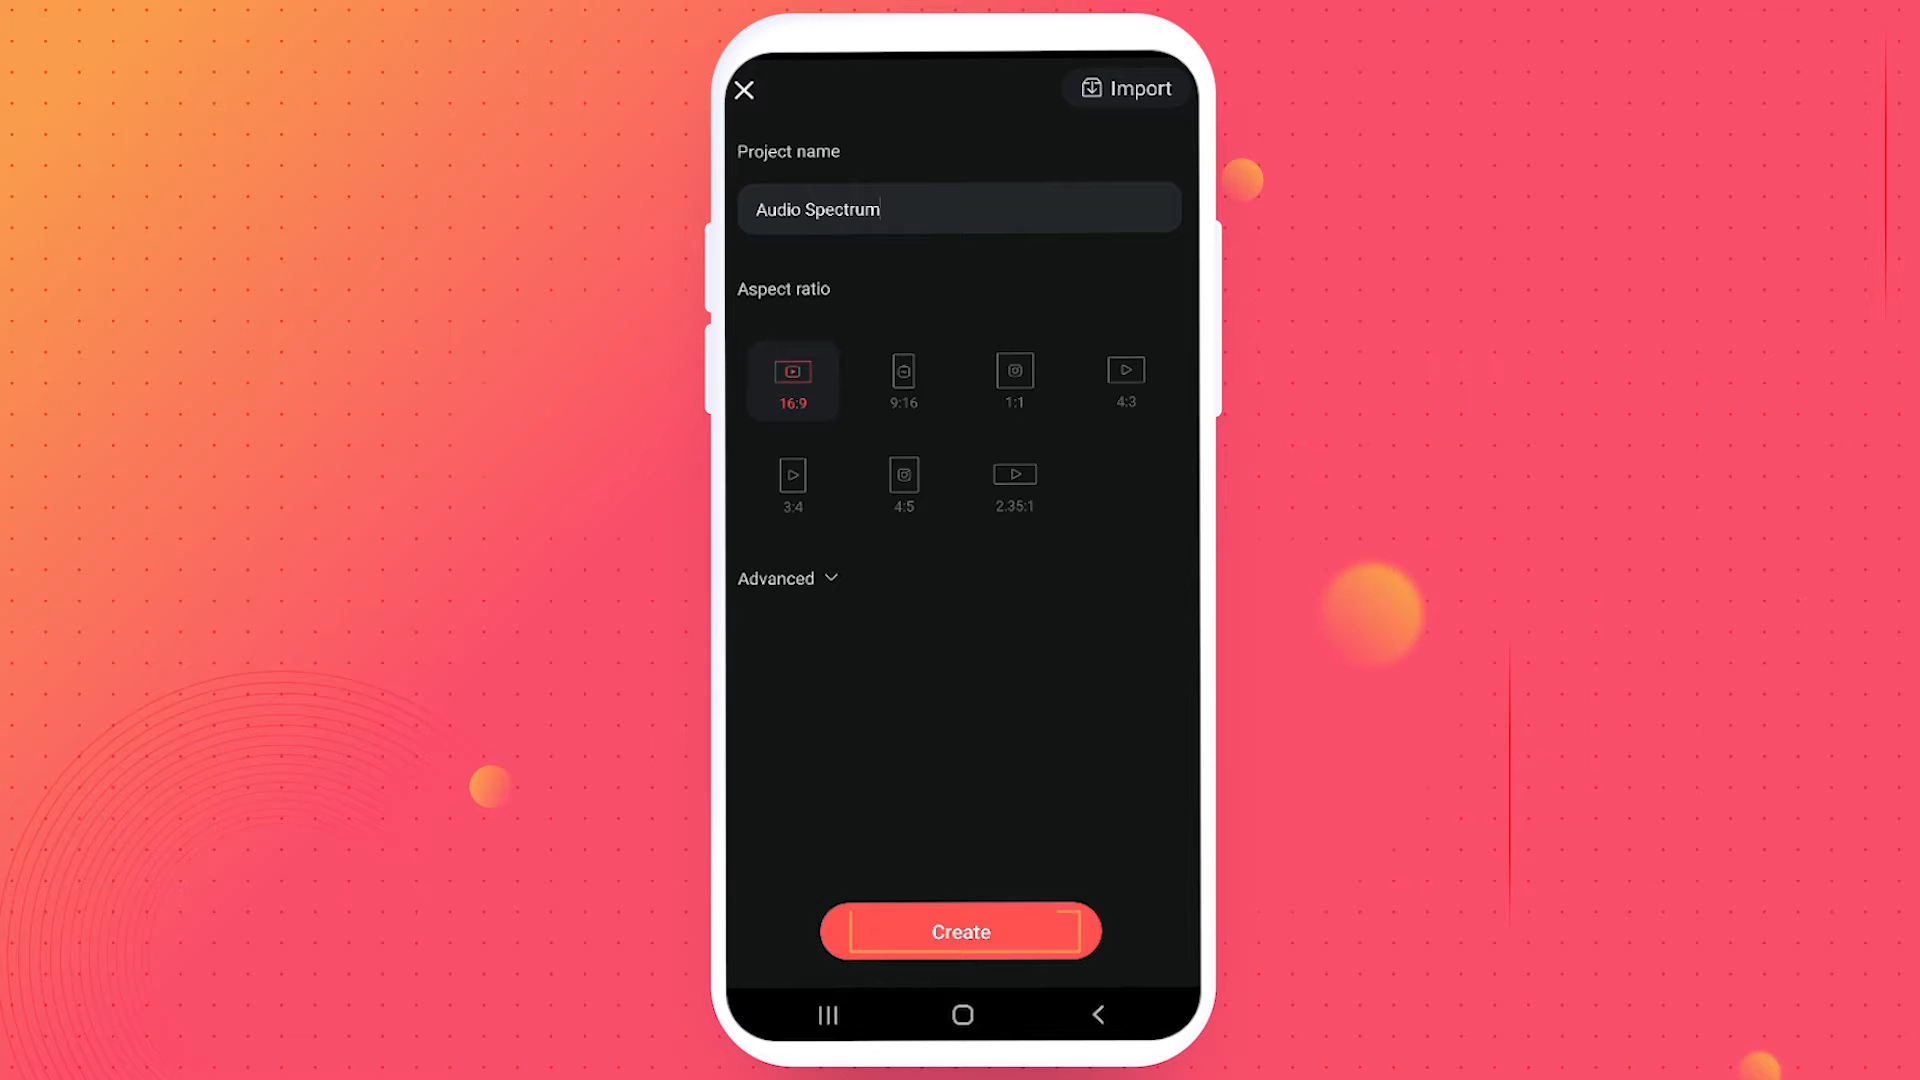 Import
Project name
Audio Spectrum
Aspect ratio
16:9
9:16
1:1
4:3
3:4
4:5
2.35:1
Advanced
Create